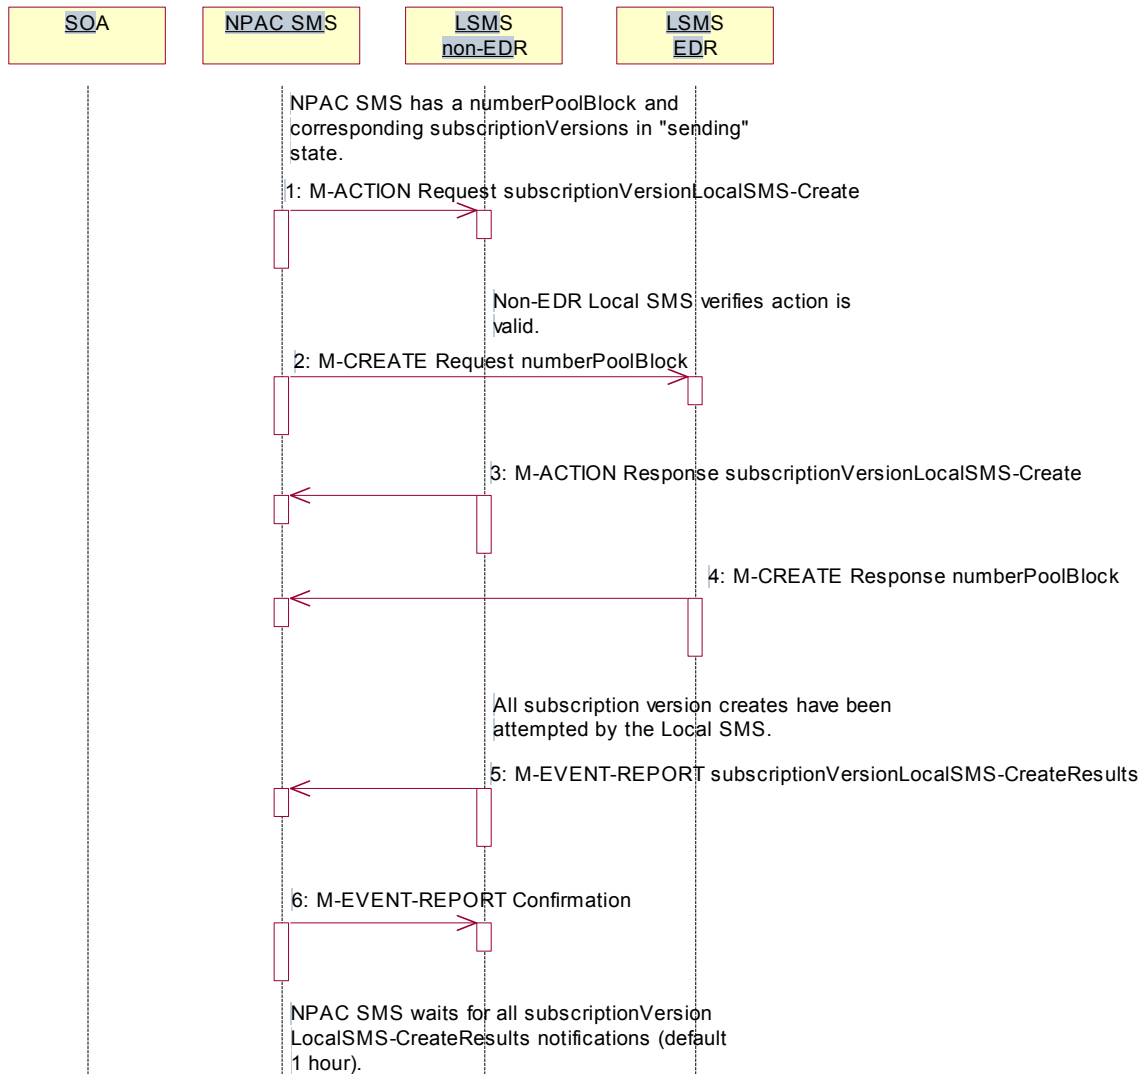 SOA
NPAC SMS
LSMS
non-EDR
LSMS
EDR
NPAC SMS has a numberPoolBlock and
corresponding subscriptionVersions in "sending"
state.
1: M-ACTION Request subscriptionVersionLocalSMS-Create
Non-EDR Local SMS verifies action is
valid.
2: M-CREATE Request numberPoolBlock
3: M-ACTION Response subscriptionVersionLocalSMS-Create
4: M-CREATE Response numberPoolBlock
All subscription version creates have been
attempted by the Local SMS.
5: M-EVENT-REPORT subscriptionVersionLocalSMS-CreateResults
6: M-EVENT-REPORT Confirmation
NPAC SMS waits for all subscriptionVersion
LocalSMS-CreateResults notifications (default
1 hour).